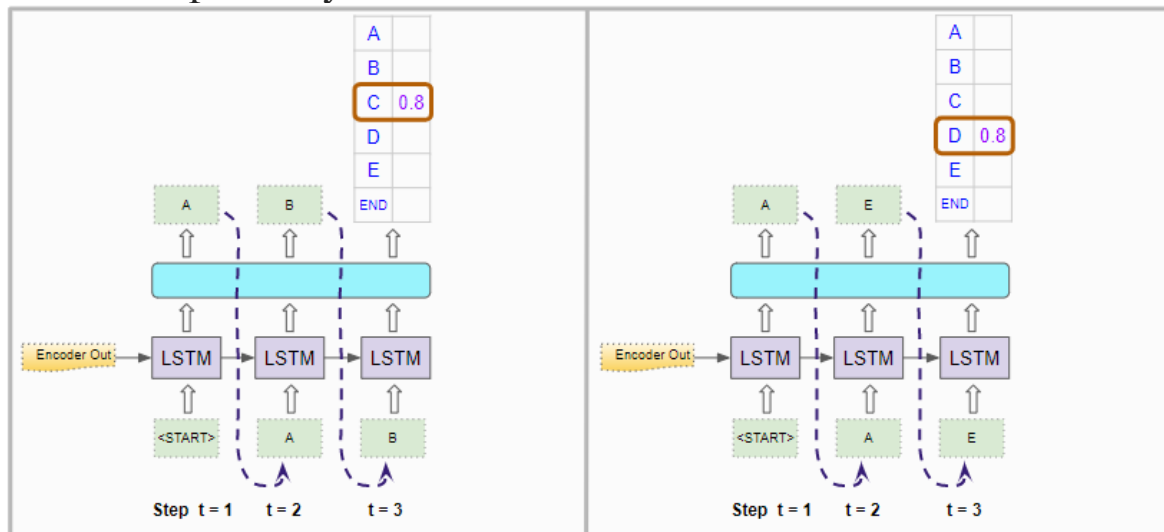 A
B
C 0.8
D
E
END
A B
Encoder Out LSTM LSTM LSTM
<START> A B
Step t = 1 t = 2 t = 3
A
B
C
D 0.8
E
END
A E
Encoder Out LSTM LSTM LSTM
<START> A E
Step t = 1 t = 2 t = 3